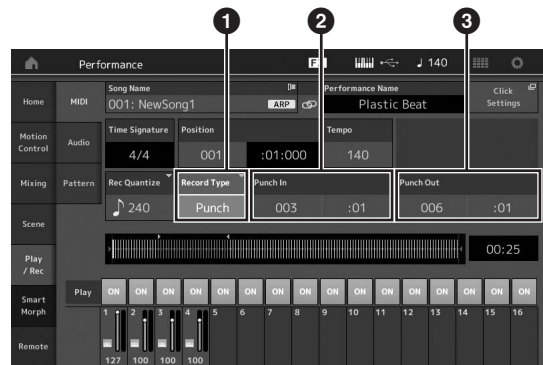 1 2 3
Performance FX 140
Song Name Performance Name Click Settings
001: NewSong1 ARP Plastic Beat
Home MIDI
Time Signature Position Tempo
4/4 001 :01:000 140
Motion Control Audio
Rec Quantize Record Type Punch In Punch Out
240 Punch 003 :01 006 :01
Mixing Pattern
Scene
Play / Rec
00:25
Play ON ON ON ON ON ON ON ON ON ON ON ON ON ON ON ON
Smart Morph
1 2 3 4 5 6 7 8 9 10 11 12 13 14 15 16
Remote
127 100 100 100